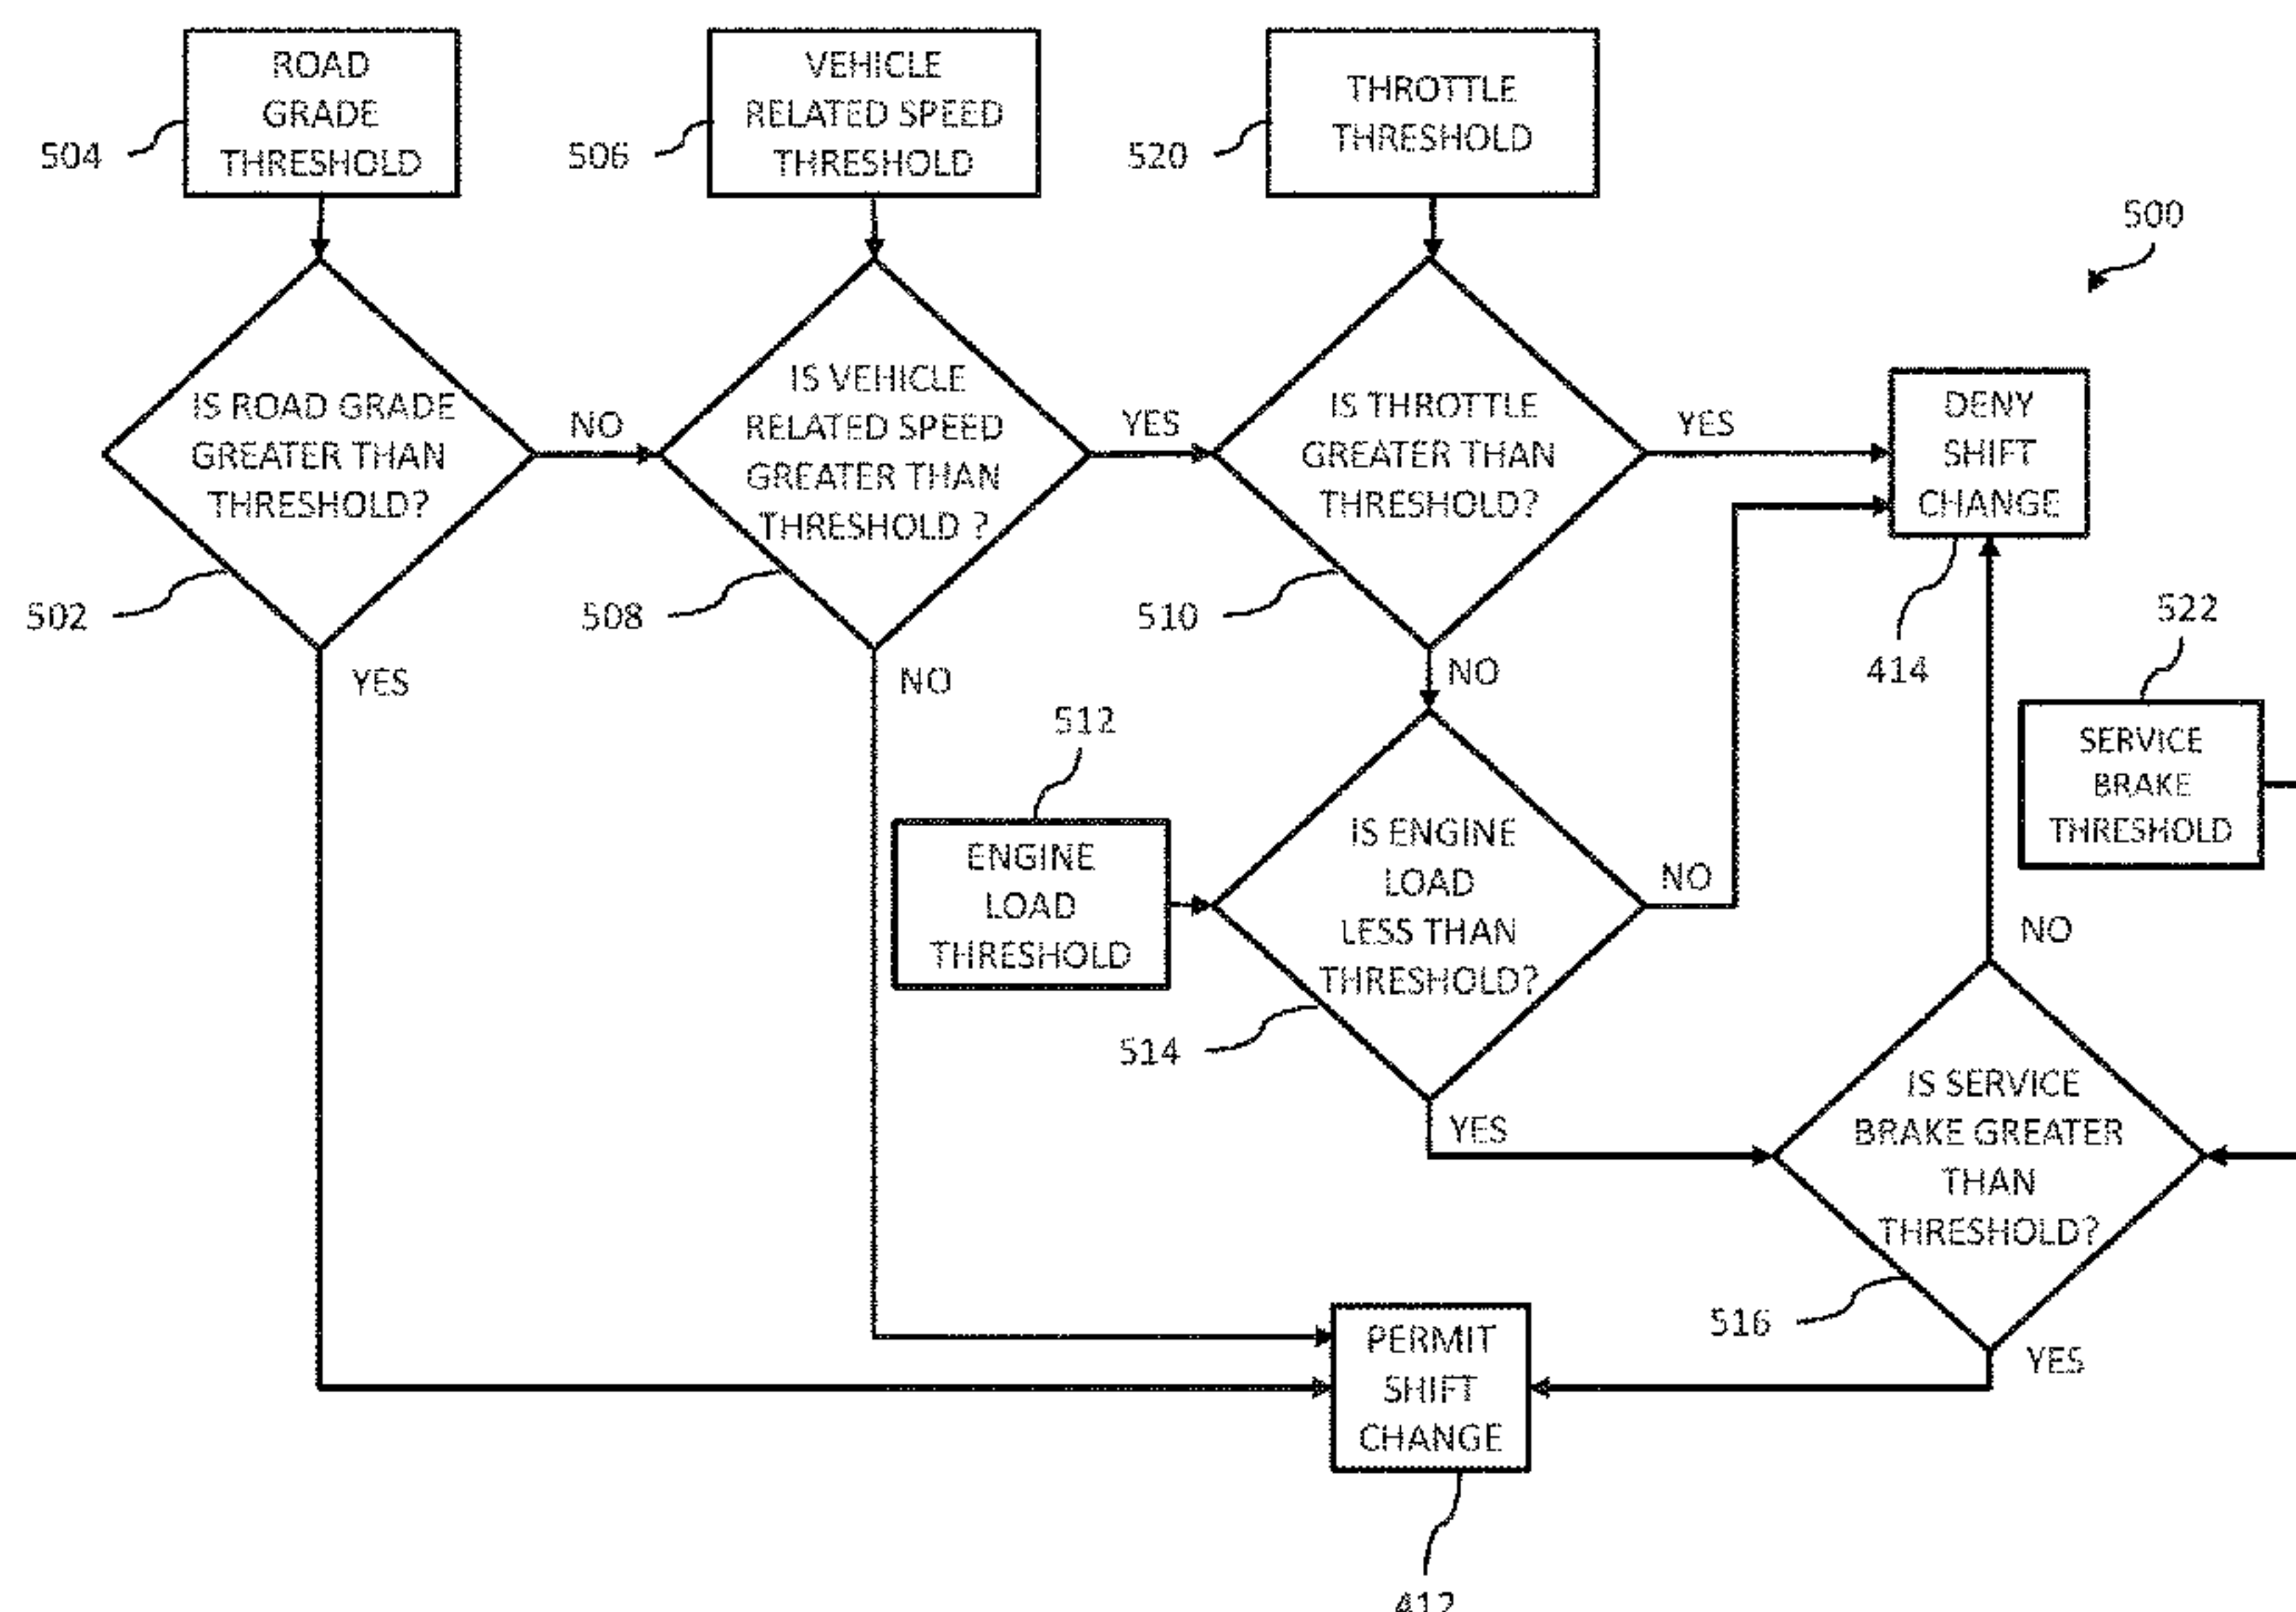 ROAD
GRADE
THRESHOLD
504
VEHICLE
RELATED SPEED
THRESHOLD
506
THROTTLE
THRESHOLD
520
500
IS ROAD GRADE
GREATER THAN
THRESHOLD?
502
NO
YES
IS VEHICLE
RELATED SPEED
GREATER THAN
THRESHOLD ?
508
YES
NO
IS THROTTLE
GREATER THAN
THRESHOLD?
510
YES
NO
DENY
SHIFT
CHANGE
414
522
SERVICE
BRAKE
THRESHOLD
512
ENGINE
LOAD
THRESHOLD
IS ENGINE
LOAD
LESS THAN
THRESHOLD?
514
NO
YES
NO
IS SERVICE
BRAKE GREATER
THAN
THRESHOLD?
516
YES
PERMIT
SHIFT
CHANGE
412